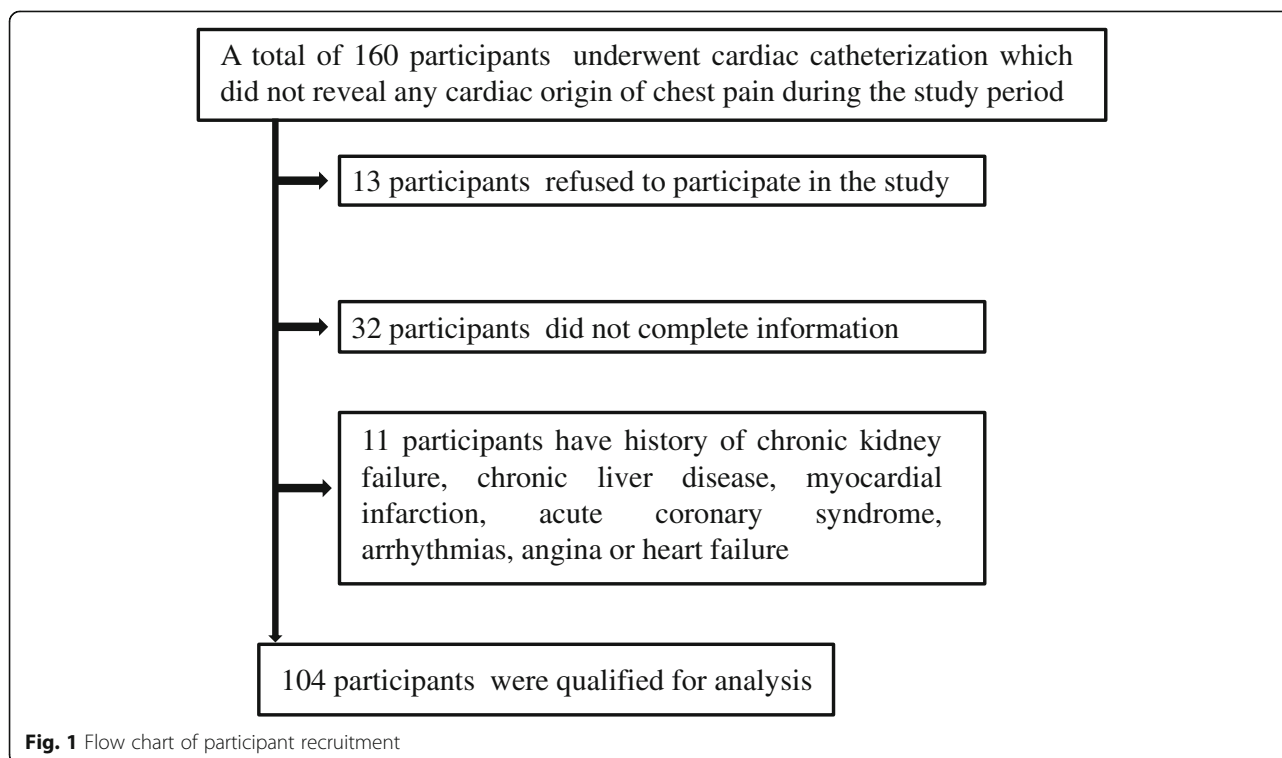 A total of 160 participants underwent cardiac catheterization which
did not reveal any cardiac origin of chest pain during the study period
13 participants refused to participate in the study
32 participants did not complete information
11 participants have history of chronic kidney
failure, chronic liver disease, myocardial
infarction, acute coronary syndrome,
arrhythmias, angina or heart failure
104 participants were qualified for analysis
Fig. 1 Flow chart of participant recruitment